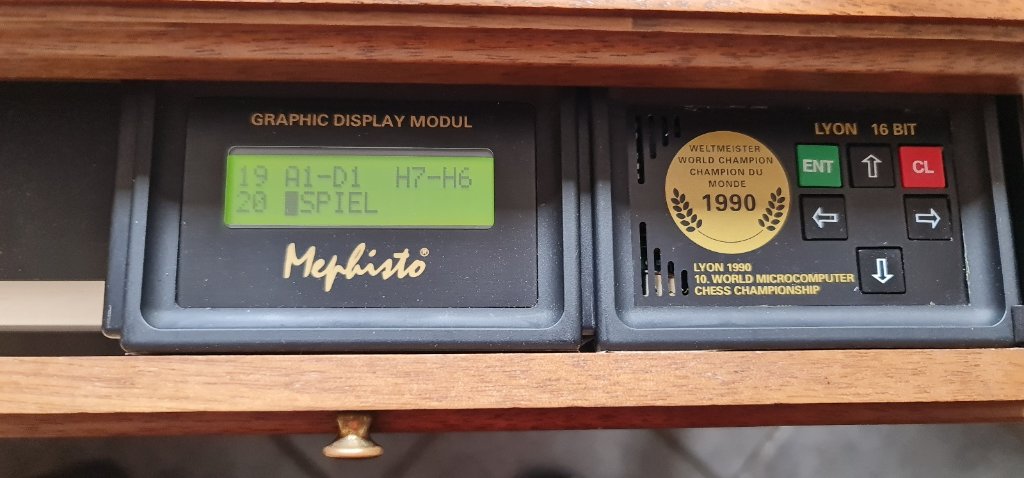 GRAPHIC DISPLAY MODUL
19 A1-D1 H7-H6
20 SPIEL
Mephisto®
WELTMEISTER
WORLD CHAMPION
CHAMPION DU
MONDE
1990
LYON 16 BIT
ENT
CL
LYON 1990
10. WORLD MICROCOMPUTER
CHESS CHAMPIONSHIP